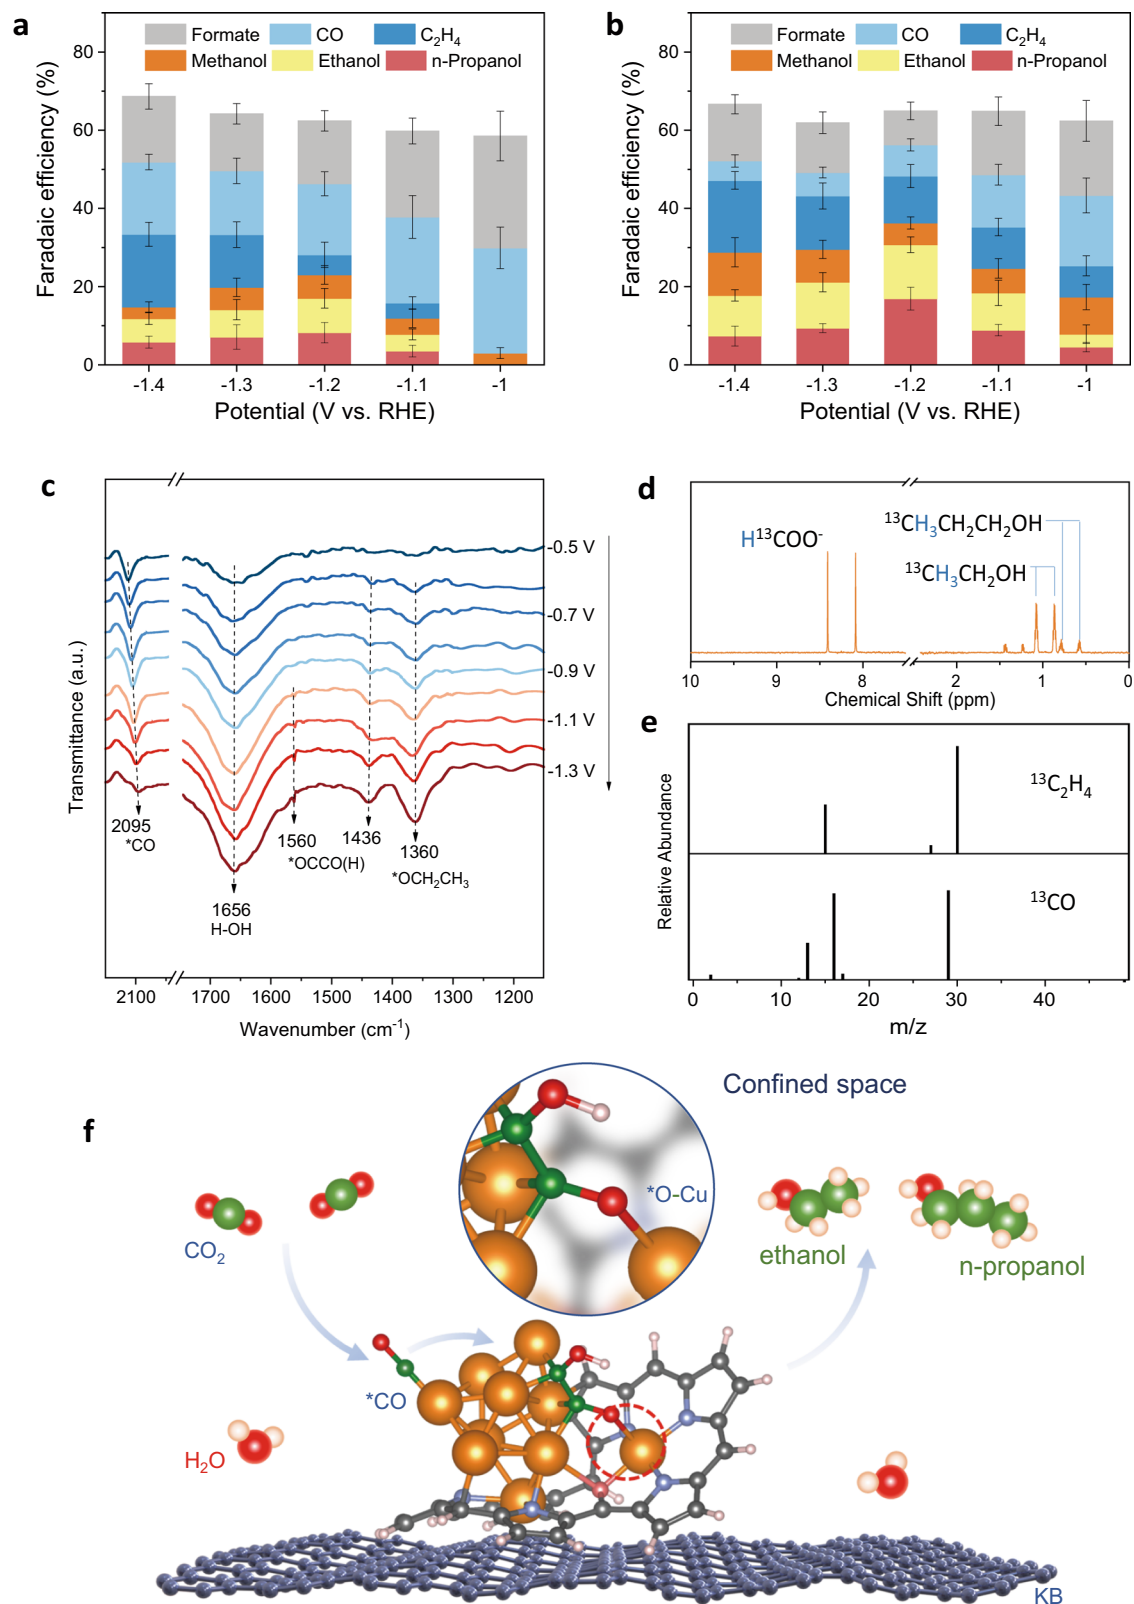 a
Faradaic efficiency (%)
80
60
40
20
0
Formate CO C₂H₄
Methanol Ethanol n-Propanol
-1.4 -1.3 -1.2 -1.1 -1
Potential (V vs. RHE)
b
Faradaic efficiency (%)
80
60
40
20
0
Formate CO C₂H₄
Methanol Ethanol n-Propanol
-1.4 -1.3 -1.2 -1.1 -1
Potential (V vs. RHE)
c
Transmittance (a.u.)
-0.5 V
-0.7 V
-0.9 V
-1.1 V
-1.3 V
2095
*CO
1656
H-OH
1560
*OCCO(H)
1436
1360
*OCH₂CH₃
2100 1700 1600 1500 1400 1300 1200
Wavenumber (cm⁻¹)
d
H¹³COO⁻
¹³CH₃CH₂CH₂OH
¹³CH₃CH₂OH
10 9 8 2 1 0
Chemical Shift (ppm)
e
Relative Abundance
¹³C₂H₄
¹³CO
0 20 30 40
m/z
f
Confined space
*O-Cu
CO₂
ethanol
n-propanol
*CO
H₂O
KB